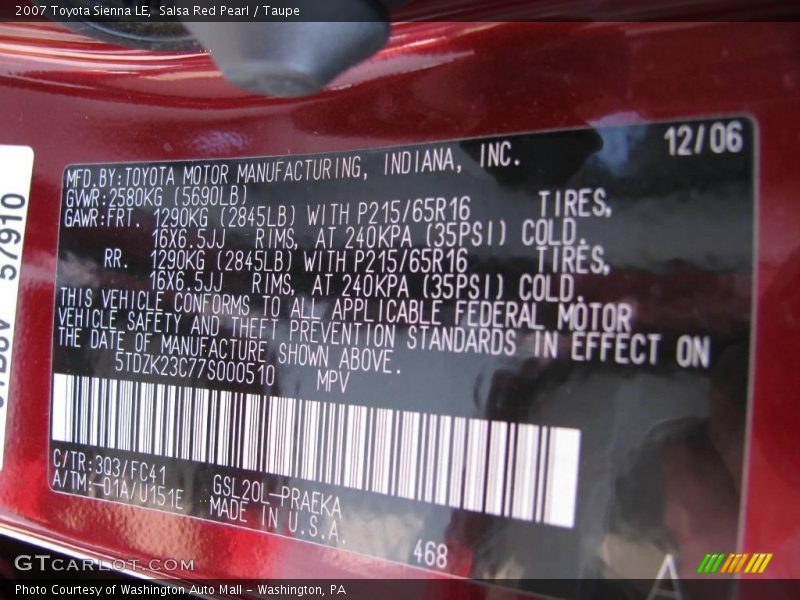 2007 Toyota Sienna LE, Salsa Red Pearl / Taupe
12/06
MFD.BY:TOYOTA MOTOR MANUFACTURING, INDIANA, INC.
GVWR:2580KG (5690LB)
GAWR:FRT. 1290KG (2845LB) WITH P215/65R16 TIRES,
16X6.5JJ RIMS, AT 240KPA (35PSI) COLD.
RR. 1290KG (2845LB) WITH P215/65R16 TIRES,
16X6.5JJ RIMS, AT 240KPA (35PSI) COLD.
THIS VEHICLE CONFORMS TO ALL APPLICABLE FEDERAL MOTOR
VEHICLE SAFETY AND THEFT PREVENTION STANDARDS IN EFFECT ON
THE DATE OF MANUFACTURE SHOWN ABOVE.
5TDZK23C77S000510 MPV
C/TR:3Q3/FC41
A/TM:-01A/U151E
GSL20L-PRAEKA
MADE IN U.S.A.
468
A
57910
GTCARLOT.COM
Photo Courtesy of Washington Auto Mall - Washington, PA